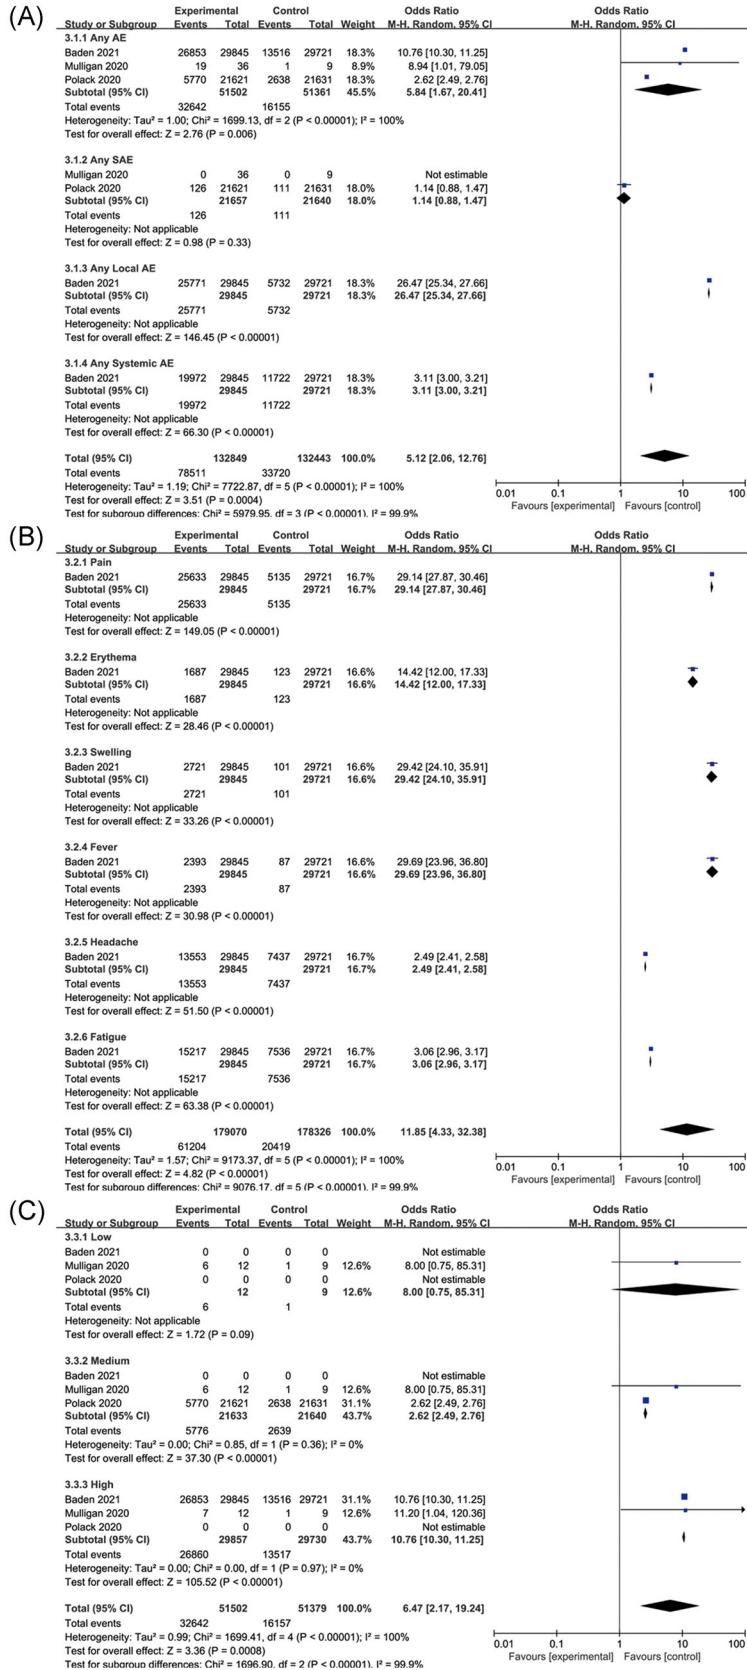 (A)
Experimental Control Odds Ratio Odds Ratio
Study or Subgroup Events Total Events Total Weight M-H. Random. 95% CI M-H. Random. 95% CI
3.1.1 Any AE
Baden 2021 26853 29845 13516 29721 18.3% 10.76 [10.30, 11.25]
Mulligan 2020 19 36 1 9 8.9% 8.94 [1.01, 79.05]
Polack 2020 5770 21621 2638 21631 18.3% 2.62 [2.49, 2.76]
Subtotal (95% CI) 51502 51361 45.5% 5.84 [1.67, 20.41]
Total events 32642 16155
Heterogeneity: Tau² = 1.00; Chi² = 1699.13, df = 2 (P < 0.00001); I² = 100%
Test for overall effect: Z = 2.76 (P = 0.006)
3.1.2 Any SAE
Mulligan 2020 0 36 0 9 Not estimable
Polack 2020 126 21621 111 21631 18.0% 1.14 [0.88, 1.47]
Subtotal (95% CI) 21657 21640 18.0% 1.14 [0.88, 1.47]
Total events 126 111
Heterogeneity: Not applicable
Test for overall effect: Z = 0.98 (P = 0.33)
3.1.3 Any Local AE
Baden 2021 25771 29845 5732 29721 18.3% 26.47 [25.34, 27.66]
Subtotal (95% CI) 29845 29721 18.3% 26.47 [25.34, 27.66]
Total events 25771 5732
Heterogeneity: Not applicable
Test for overall effect: Z = 146.45 (P < 0.00001)
3.1.4 Any Systemic AE
Baden 2021 19972 29845 11722 29721 18.3% 3.11 [3.00, 3.21]
Subtotal (95% CI) 29845 29721 18.3% 3.11 [3.00, 3.21]
Total events 19972 11722
Heterogeneity: Not applicable
Test for overall effect: Z = 66.30 (P < 0.00001)
Total (95% CI) 132849 132443 100.0% 5.12 [2.06, 12.76]
Total events 78511 33720
Heterogeneity: Tau² = 1.19; Chi² = 7722.87, df = 5 (P < 0.00001); I² = 100%
Test for overall effect: Z = 3.51 (P = 0.0004)
Test for subgroup differences: Chi² = 5979.95. df = 3 (P < 0.00001). I² = 99.9%
0.01 0.1 1 10 100
Favours [experimental] Favours [control]
(B)
Experimental Control Odds Ratio Odds Ratio
Study or Subgroup Events Total Events Total Weight M-H. Random. 95% CI M-H. Random. 95% CI
3.2.1 Pain
Baden 2021 25633 29845 5135 29721 16.7% 29.14 [27.87, 30.46]
Subtotal (95% CI) 29845 29721 16.7% 29.14 [27.87, 30.46]
Total events 25633 5135
Heterogeneity: Not applicable
Test for overall effect: Z = 149.05 (P < 0.00001)
3.2.2 Erythema
Baden 2021 1687 29845 123 29721 16.6% 14.42 [12.00, 17.33]
Subtotal (95% CI) 29845 29721 16.6% 14.42 [12.00, 17.33]
Total events 1687 123
Heterogeneity: Not applicable
Test for overall effect: Z = 28.46 (P < 0.00001)
3.2.3 Swelling
Baden 2021 2721 29845 101 29721 16.6% 29.42 [24.10, 35.91]
Subtotal (95% CI) 29845 29721 16.6% 29.42 [24.10, 35.91]
Total events 2721 101
Heterogeneity: Not applicable
Test for overall effect: Z = 33.26 (P < 0.00001)
3.2.4 Fever
Baden 2021 2393 29845 87 29721 16.6% 29.69 [23.96, 36.80]
Subtotal (95% CI) 29845 29721 16.6% 29.69 [23.96, 36.80]
Total events 2393 87
Heterogeneity: Not applicable
Test for overall effect: Z = 30.98 (P < 0.00001)
3.2.5 Headache
Baden 2021 13553 29845 7437 29721 16.7% 2.49 [2.41, 2.58]
Subtotal (95% CI) 29845 29721 16.7% 2.49 [2.41, 2.58]
Total events 13553 7437
Heterogeneity: Not applicable
Test for overall effect: Z = 51.50 (P < 0.00001)
3.2.6 Fatigue
Baden 2021 15217 29845 7536 29721 16.7% 3.06 [2.96, 3.17]
Subtotal (95% CI) 29845 29721 16.7% 3.06 [2.96, 3.17]
Total events 15217 7536
Heterogeneity: Not applicable
Test for overall effect: Z = 63.38 (P < 0.00001)
Total (95% CI) 179070 178326 100.0% 11.85 [4.33, 32.38]
Total events 61204 20419
Heterogeneity: Tau² = 1.57; Chi² = 9173.37, df = 5 (P < 0.00001); I² = 100%
Test for overall effect: Z = 4.82 (P < 0.00001)
Test for subgroup differences: Chi² = 9076.17. df = 5 (P < 0.00001). I² = 99.9%
0.01 0.1 1 10 100
Favours [experimental] Favours [control]
(C)
Experimental Control Odds Ratio Odds Ratio
Study or Subgroup Events Total Events Total Weight M-H. Random. 95% CI M-H. Random. 95% CI
3.3.1 Low
Baden 2021 0 0 0 0 Not estimable
Mulligan 2020 6 12 1 9 12.6% 8.00 [0.75, 85.31]
Polack 2020 0 0 0 0 Not estimable
Subtotal (95% CI) 12 9 12.6% 8.00 [0.75, 85.31]
Total events 6 1
Heterogeneity: Not applicable
Test for overall effect: Z = 1.72 (P = 0.09)
3.3.2 Medium
Baden 2021 0 0 0 0 Not estimable
Mulligan 2020 6 12 1 9 12.6% 8.00 [0.75, 85.31]
Polack 2020 5770 21621 2638 21631 31.1% 2.62 [2.49, 2.76]
Subtotal (95% CI) 21633 21640 43.7% 2.62 [2.49, 2.76]
Total events 5776 2639
Heterogeneity: Tau² = 0.00; Chi² = 0.85, df = 1 (P = 0.36); I² = 0%
Test for overall effect: Z = 37.30 (P < 0.00001)
3.3.3 High
Baden 2021 26853 29845 13516 29721 31.1% 10.76 [10.30, 11.25]
Mulligan 2020 7 12 1 9 12.6% 11.20 [1.04, 120.36]
Polack 2020 0 0 0 0 Not estimable
Subtotal (95% CI) 29857 29730 43.7% 10.76 [10.30, 11.25]
Total events 26860 13517
Heterogeneity: Tau² = 0.00; Chi² = 0.00, df = 1 (P = 0.97); I² = 0%
Test for overall effect: Z = 105.52 (P < 0.00001)
Total (95% CI) 51502 51379 100.0% 6.47 [2.17, 19.24]
Total events 32642 16157
Heterogeneity: Tau² = 0.99; Chi² = 1699.41, df = 4 (P < 0.00001); I² = 100%
Test for overall effect: Z = 3.36 (P = 0.0008)
Test for subgroup differences: Chi² = 1696.90. df = 2 (P < 0.00001). I² = 99.9%
0.01 0.1 1 10 100
Favours [experimental] Favours [control]